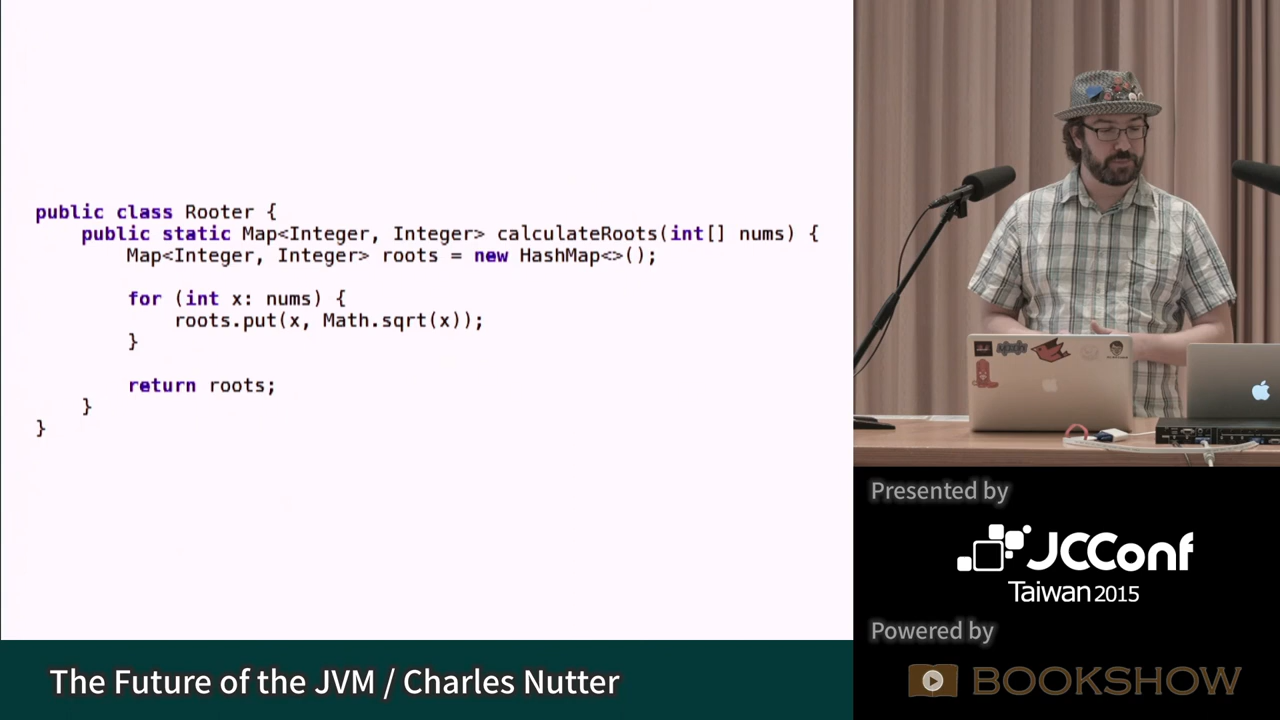 public class Rooter {
public static Map<Integer, Integer> calculateRoots(int[] nums) {
Map<Integer, Integer> roots = new HashMap<>();
for (int x: nums) {
roots.put(x, Math.sqrt(x));
}
return roots;
}
}
Presented by
JCConf
Taiwan 2015
Powered by
BOOKSHOW
The Future of the JVM / Charles Nutter